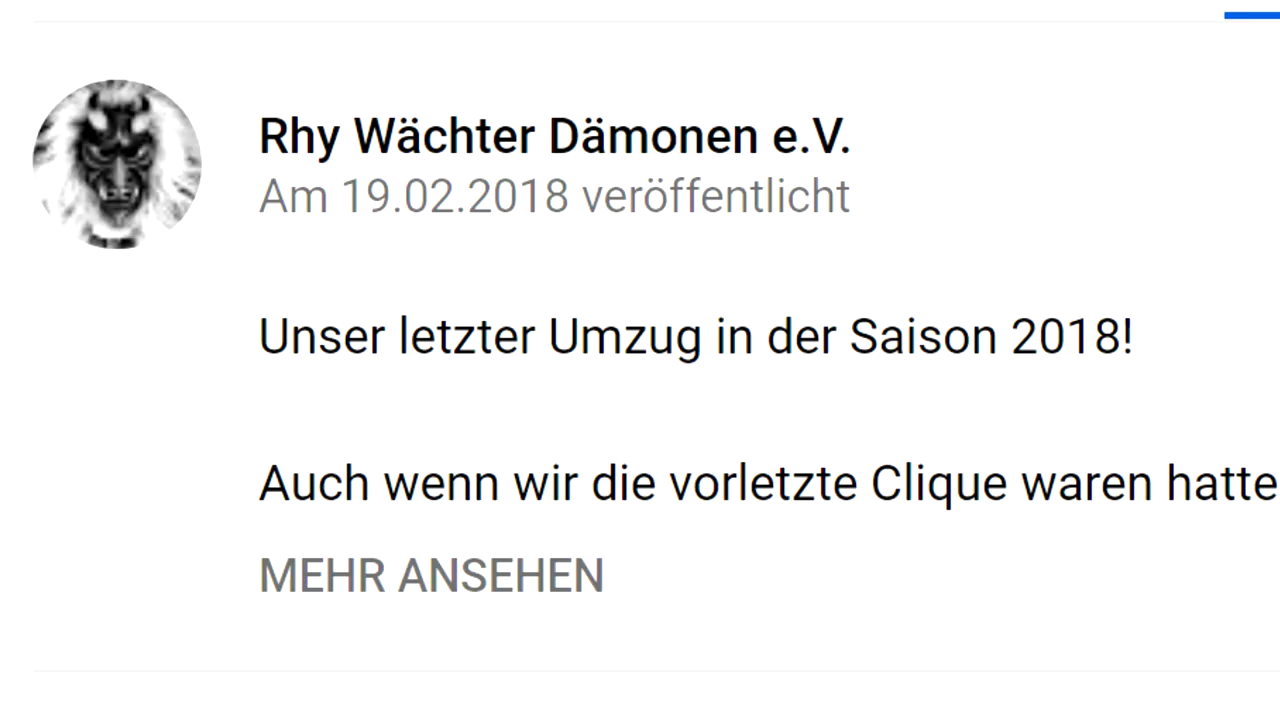 Rhy Wächter Dämonen e.V.
Am 19.02.2018 veröffentlicht
Unser letzter Umzug in der Saison 2018!
Auch wenn wir die vorletzte Clique waren hatte
MEHR ANSEHEN